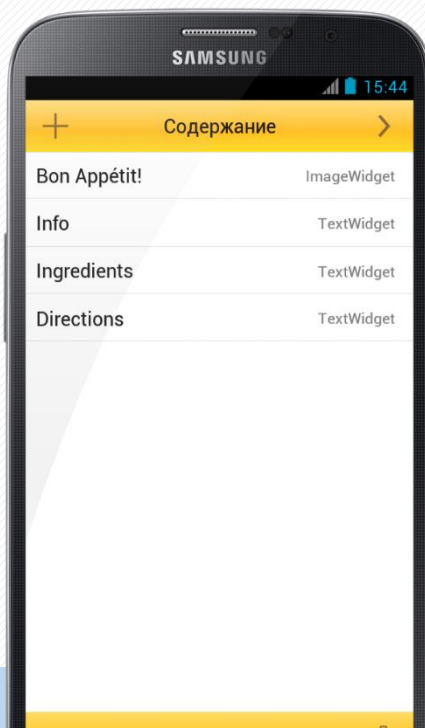 SAMSUNG
15:44
Содержание
Bon Appétit! ImageWidget
Info TextWidget
Ingredients TextWidget
Directions TextWidget